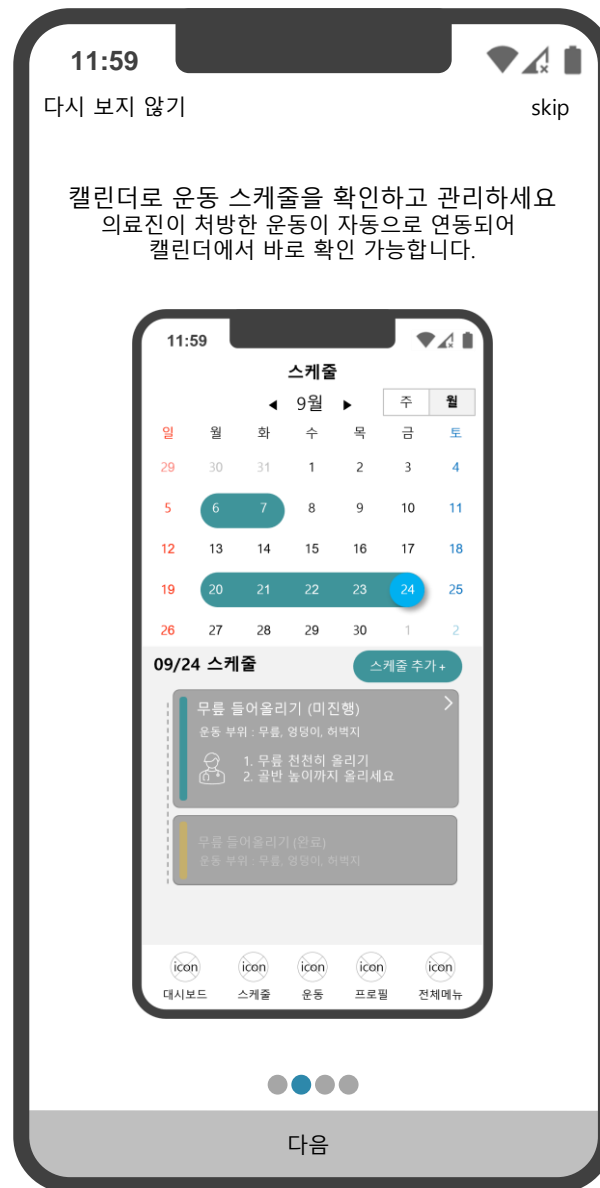 11:59
다시 보지 않기 skip
캘린더로 운동 스케줄을 확인하고 관리하세요
의료진이 처방한 운동이 자동으로 연동되어
캘린더에서 바로 확인 가능합니다.
11:59
스케줄
◀ 9월 ▶ 주 월
일 월 화 수 목 금 토
29 30 31 1 2 3 4
5 6 7 8 9 10 11
12 13 14 15 16 17 18
19 20 21 22 23 24 25
26 27 28 29 30 1 2
09/24 스케줄 스케줄 추가+
무릎 들어올리기 (미진행)
운동 부위 : 무릎, 엉덩이, 허벅지
1. 무릎 천천히 올리기
2. 골반 높이까지 올리세요
무릎 들어올리기 (완료)
운동 부위 : 무릎, 엉덩이, 허벅지
icon icon icon icon icon
대시보드 스케줄 운동 프로필 전체메뉴
다음